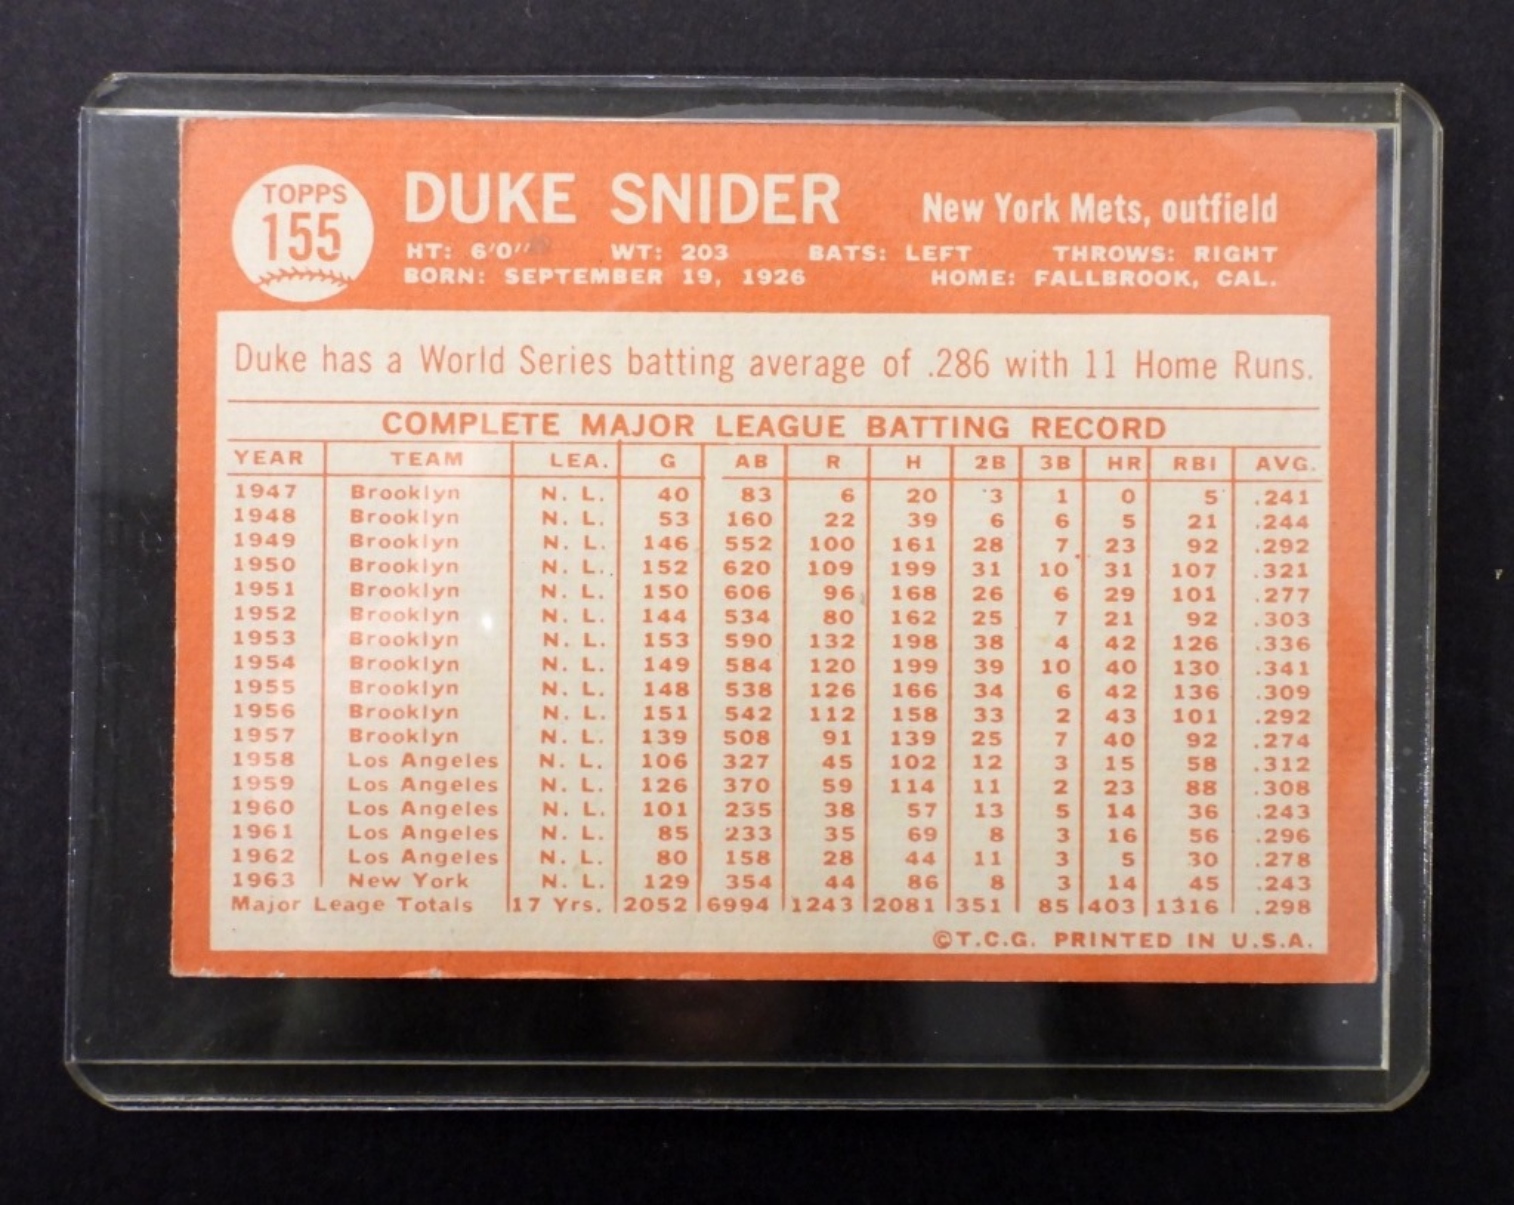 TOPPS
155
DUKE SNIDER New York Mets, outfield
HT: 6'0" WT: 203 BATS: LEFT THROWS: RIGHT
BORN: SEPTEMBER 19, 1926 HOME: FALLBROOK, CAL.
Duke has a World Series batting average of .286 with 11 Home Runs.
COMPLETE MAJOR LEAGUE BATTING RECORD
YEAR TEAM LEA. G AB R H 2B 3B HR RBI AVG.
1947 Brooklyn N. L. 40 83 6 20 3 1 0 5 .241
1948 Brooklyn N. L. 53 160 22 39 6 6 5 21 .244
1949 Brooklyn N. L. 146 552 100 161 28 7 23 92 .292
1950 Brooklyn N. L. 152 620 109 199 31 10 31 107 .321
1951 Brooklyn N. L. 150 606 96 168 26 6 29 101 .277
1952 Brooklyn N. L. 144 534 80 162 25 7 21 92 .303
1953 Brooklyn N. L. 153 590 132 198 38 4 42 126 .336
1954 Brooklyn N. L. 149 584 120 199 39 10 40 130 .341
1955 Brooklyn N. L. 148 538 126 166 34 6 42 136 .309
1956 Brooklyn N. L. 151 542 112 158 33 2 43 101 .292
1957 Brooklyn N. L. 139 508 91 139 25 7 40 92 .274
1958 Los Angeles N. L. 106 327 45 102 12 3 15 58 .312
1959 Los Angeles N. L. 126 370 59 114 11 2 23 88 .308
1960 Los Angeles N. L. 101 235 38 57 13 5 14 36 .243
1961 Los Angeles N. L. 85 233 35 69 8 3 16 56 .296
1962 Los Angeles N. L. 80 158 28 44 11 3 5 30 .278
1963 New York N. L. 129 354 44 86 8 3 14 45 .243
Major Leage Totals 17 Yrs. 2052 6994 1243 2081 351 85 403 1316 .298
©T.C.G. PRINTED IN U.S.A.